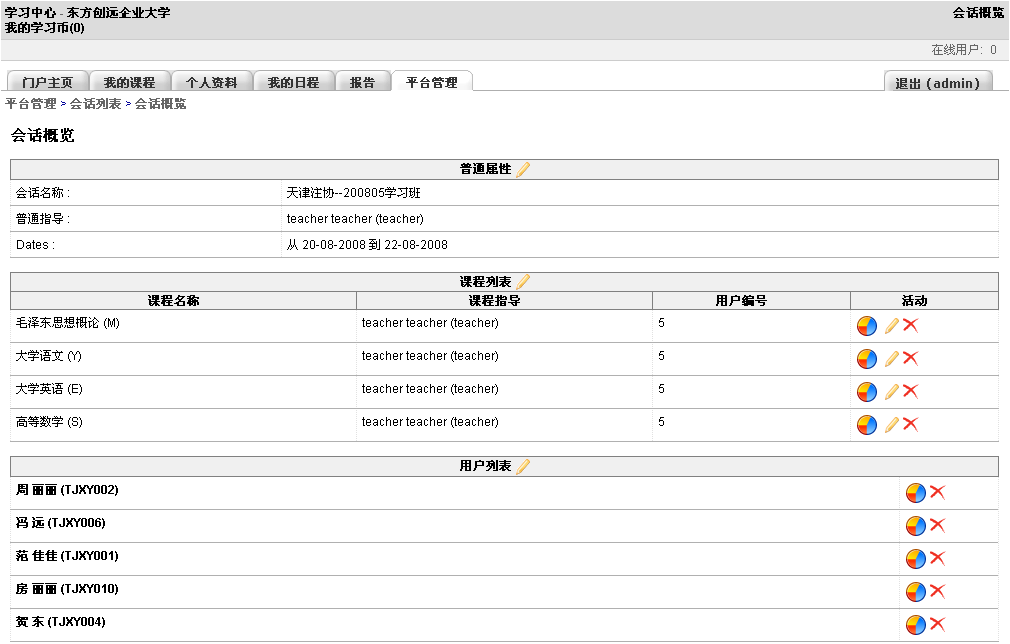 学习中心 - 东方创远企业大学
会话概览
我的学习币(0)
在线用户: 0
门户主页 我的课程 个人资料 我的日程 报告 平台管理 退出 (admin)
平台管理 > 会话列表 > 会话概览
会话概览
普通属性
会话名称 : 天津注协--200805学习班
普通指导 : teacher teacher (teacher)
Dates : 从 20-08-2008 到 22-08-2008
课程列表
课程名称 课程指导 用户编号 活动
毛泽东思想概论 (M) teacher teacher (teacher) 5
大学语文 (Y) teacher teacher (teacher) 5
大学英语 (E) teacher teacher (teacher) 5
高等数学 (S) teacher teacher (teacher) 5
用户列表
周 丽丽 (TJXY002)
冯 远 (TJXY006)
范 佳佳 (TJXY001)
房 丽丽 (TJXY010)
贺 东 (TJXY004)